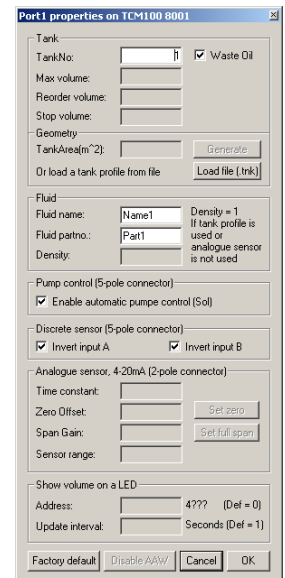 Port1 properties on TCM100 8001
Tank
TankNo: 1 Waste Oil
Max volume:
Reorder volume:
Stop volume:
Geometry
TankArea(m^2): Generate
Or load a tank profile from file Load file (.tnk)
Fluid
Fluid name: Name1
Fluid partno.: Part1
Density:
Density = 1
If tank profile is
used or
analogue sensor
is not used
Pump control (5-pole connector)
Enable automatic pumpe control (Sol)
Discrete sensor (5-pole connector)
Invert input A Invert input B
Analogue sensor, 4-20mA (2-pole connector)
Time constant:
Zero Offset: Set zero
Span Gain: Set full span
Sensor range:
Show volume on a LED
Address: 4??? (Def = 0)
Update interval: Seconds (Def = 1)
Factory default Disable AAW Cancel OK